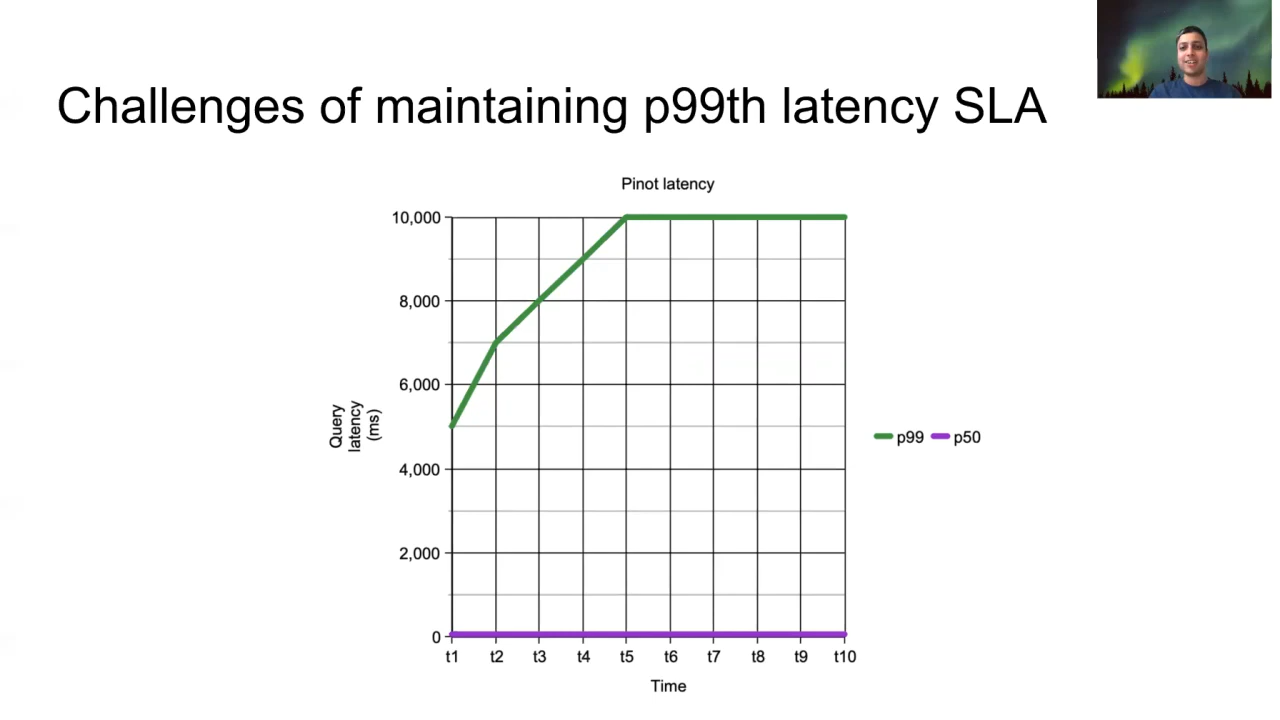 Challenges of maintaining p99th latency SLA
Pinot latency
10,000
8,000
6,000
4,000
2,000
0
Query
latency
(ms)
t1 t2 t3 t4 t5 t6 t7 t8 t9 t10
Time
p99 p50